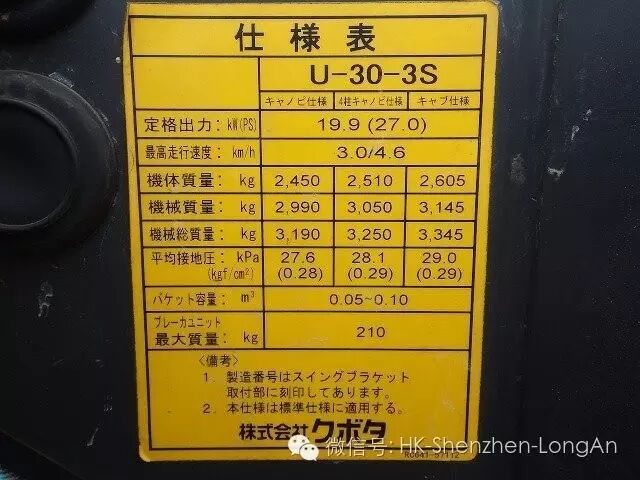 仕様表
U-30-3S
キャノピ仕様 4柱キャノピ仕様 キャブ仕様
定格出力: kW(PS) 19.9 (27.0)
最高走行速度: km/h 3.0/4.6
機体質量: kg 2,450 2,510 2,605
機械質量: kg 2,990 3,050 3,145
機械総質量: kg 3,190 3,250 3,345
平均接地圧: kPa 27.6 28.1 29.0
(kgf/cm²) (0.28) (0.29) (0.29)
バケット容量: m³ 0.05~0.10
ブレーカユニット
最大質量: kg 210
〈備考〉
1. 製造番号はスイングブラケット
取付部に刻印してあります。
2. 本仕様は標準仕様に適用する。
株式会社クボタ
微信号: HK-Shenzhen-LongAn